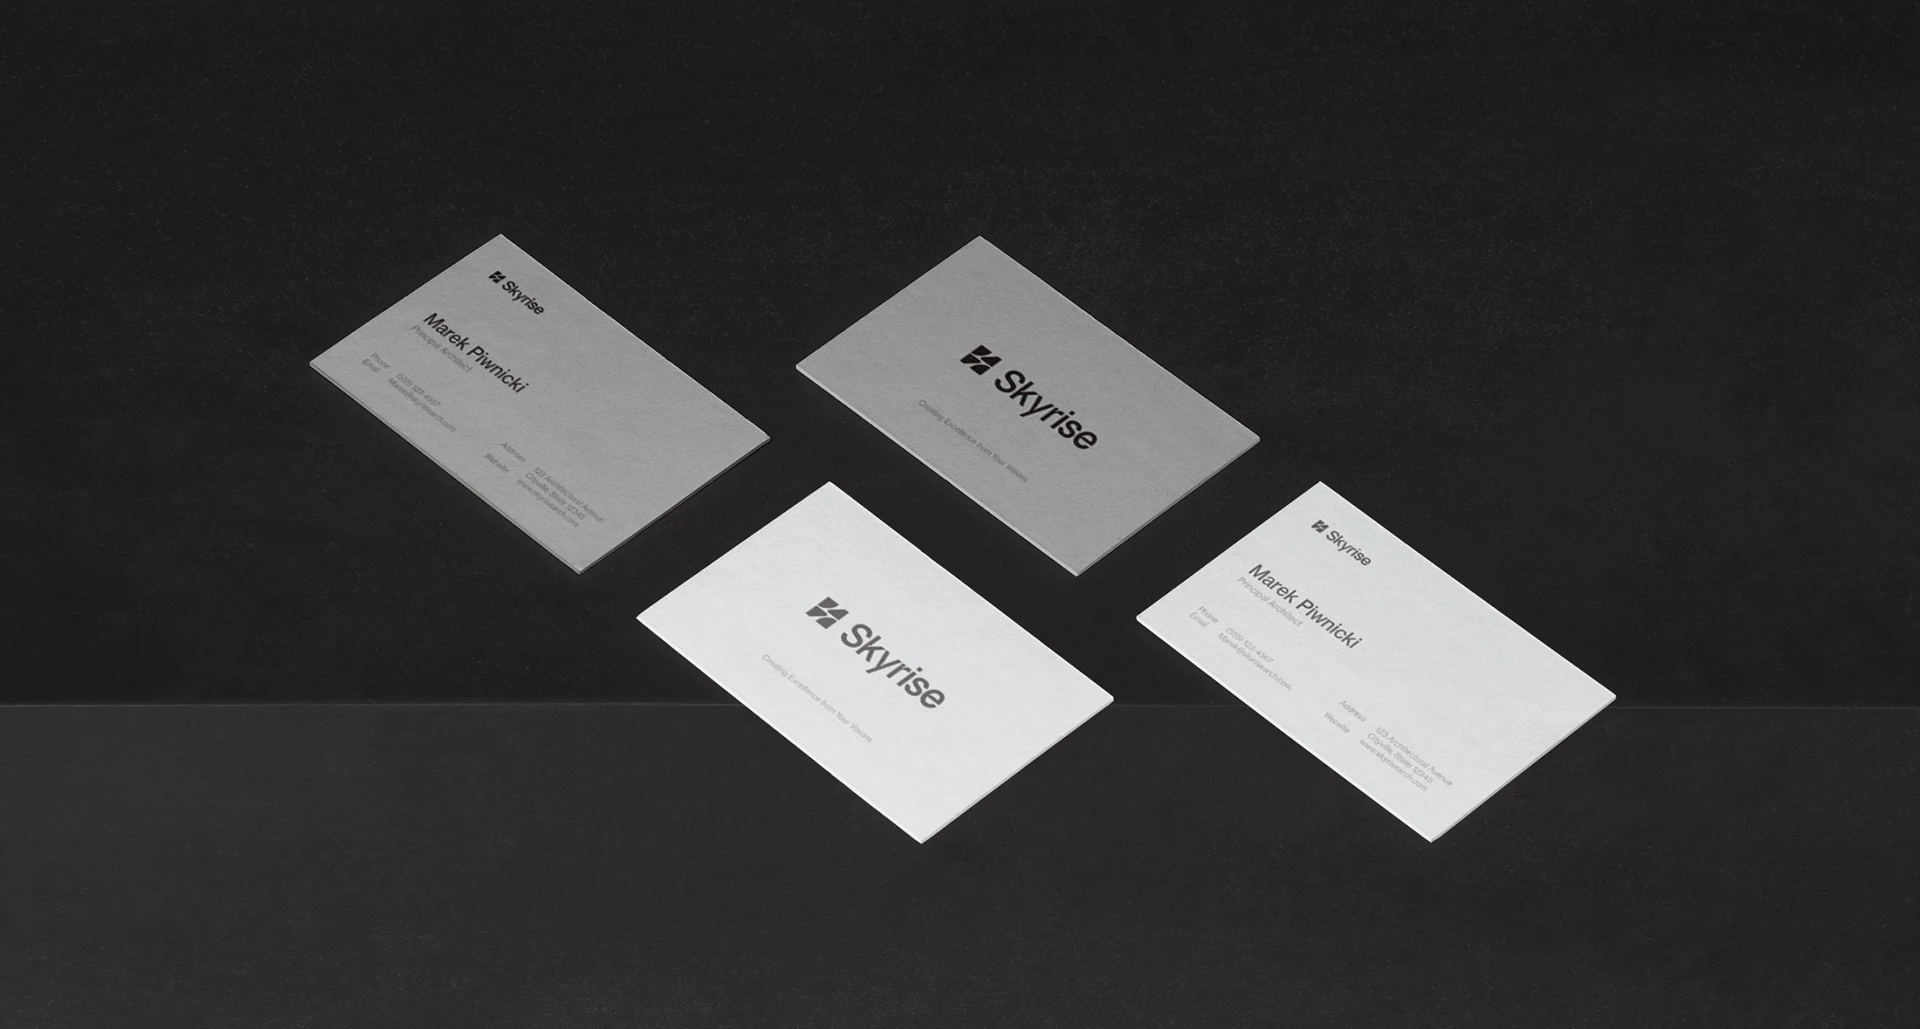 Skyrise
Marek Piwnicki
Principal Architect
Phone (555) 123-4567
Email Marek@skyrisearch.com
Address 123 Architectural Avenue
Cityville, State 12345
Website www.skyrisearch.com
Skyrise
Creating Excellence from Your Visions
Skyrise
Creating Excellence from Your Visions
Skyrise
Marek Piwnicki
Principal Architect
Phone (555) 123-4567
Email Marek@skyrisearch.com
Address 123 Architectural Avenue
Cityville, State 12345
Website www.skyrisearch.com